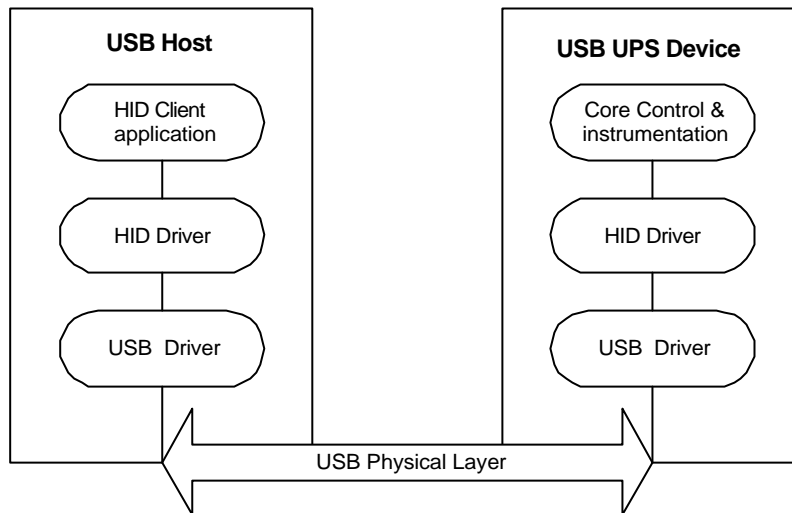 USB Host
HID Client
application
HID Driver
USB Driver
USB UPS Device
Core Control &
instrumentation
HID Driver
USB Driver
USB Physical Layer